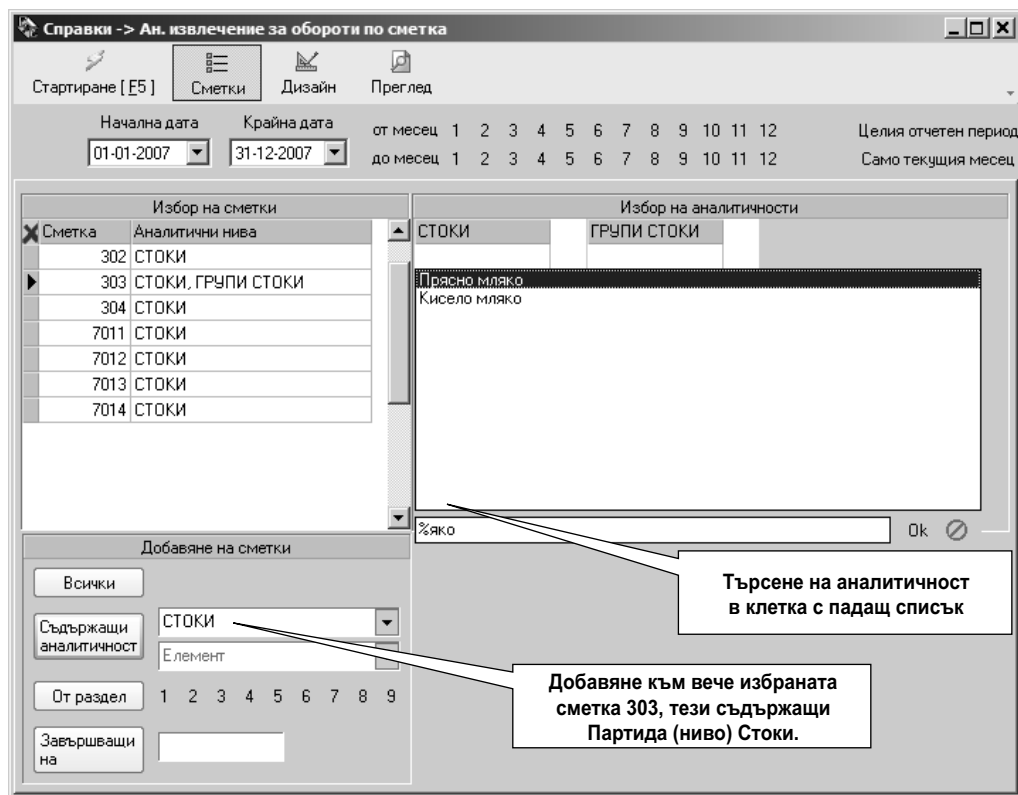 Справки -> Ан. извлечение за обороти по сметка
Стартиране [ F5 ] Сметки Дизайн Преглед
Начална дата Крайна дата
от месец 1 2 3 4 5 6 7 8 9 10 11 12 Целия отчетен период
01-01-2007 31-12-2007
до месец 1 2 3 4 5 6 7 8 9 10 11 12 Само текущия месец
Избор на сметки
Сметка Аналитични нива
302 СТОКИ
303 СТОКИ, ГРУПИ СТОКИ
304 СТОКИ
7011 СТОКИ
7012 СТОКИ
7013 СТОКИ
7014 СТОКИ
Избор на аналитичности
СТОКИ ГРУПИ СТОКИ
Прясно мляко
Кисело мляко
%яко Ok
Търсене на аналитичност
в клетка с падащ списък
Добавяне на сметки
Всички
Съдържащи
аналитичност
СТОКИ
Елемент
От раздел 1 2 3 4 5 6 7 8 9
Завършващи
на
Добавяне към вече избраната
сметка 303, тези съдържащи
Партида (ниво) Стоки.